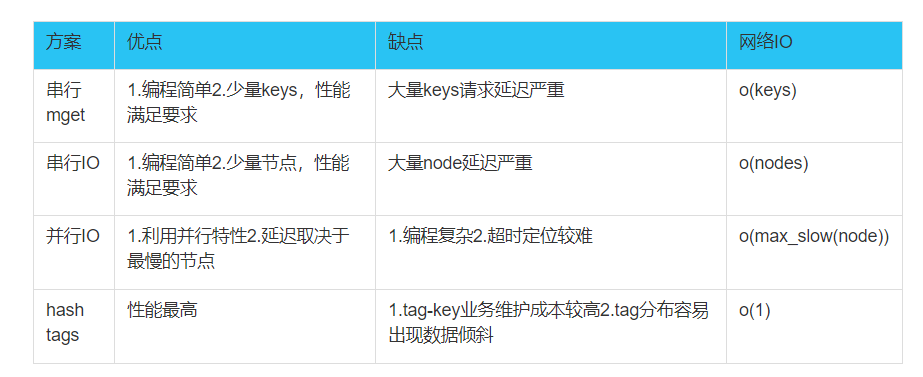 方案 优点 缺点 网络IO
串行 1.编程简单2.少量keys，性能 大量keys请求延迟严重 o(keys)
mget 满足要求
串行IO 1.编程简单2.少量节点，性能 大量node延迟严重 o(nodes)
满足要求
并行IO 1.利用并行特性2.延迟取决于 1.编程复杂2.超时定位较难 o(max_slow(node))
最慢的节点
hash 性能最高 1.tag-key业务维护成本较高2.tag分布容易 o(1)
tags 出现数据倾斜